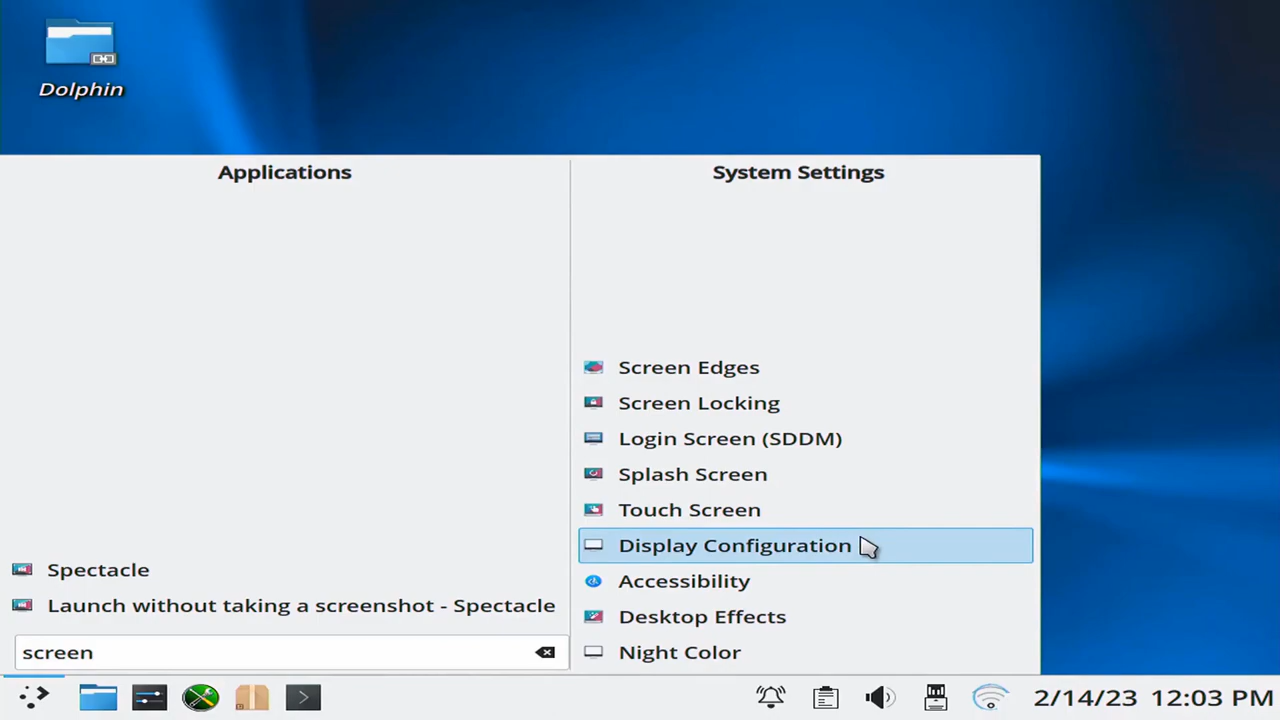 Dolphin
Applications
System Settings
Screen Edges
Screen Locking
Login Screen (SDDM)
Splash Screen
Touch Screen
Display Configuration
Accessibility
Desktop Effects
Night Color
Spectacle
Launch without taking a screenshot - Spectacle
screen
2/14/23 12:03 PM